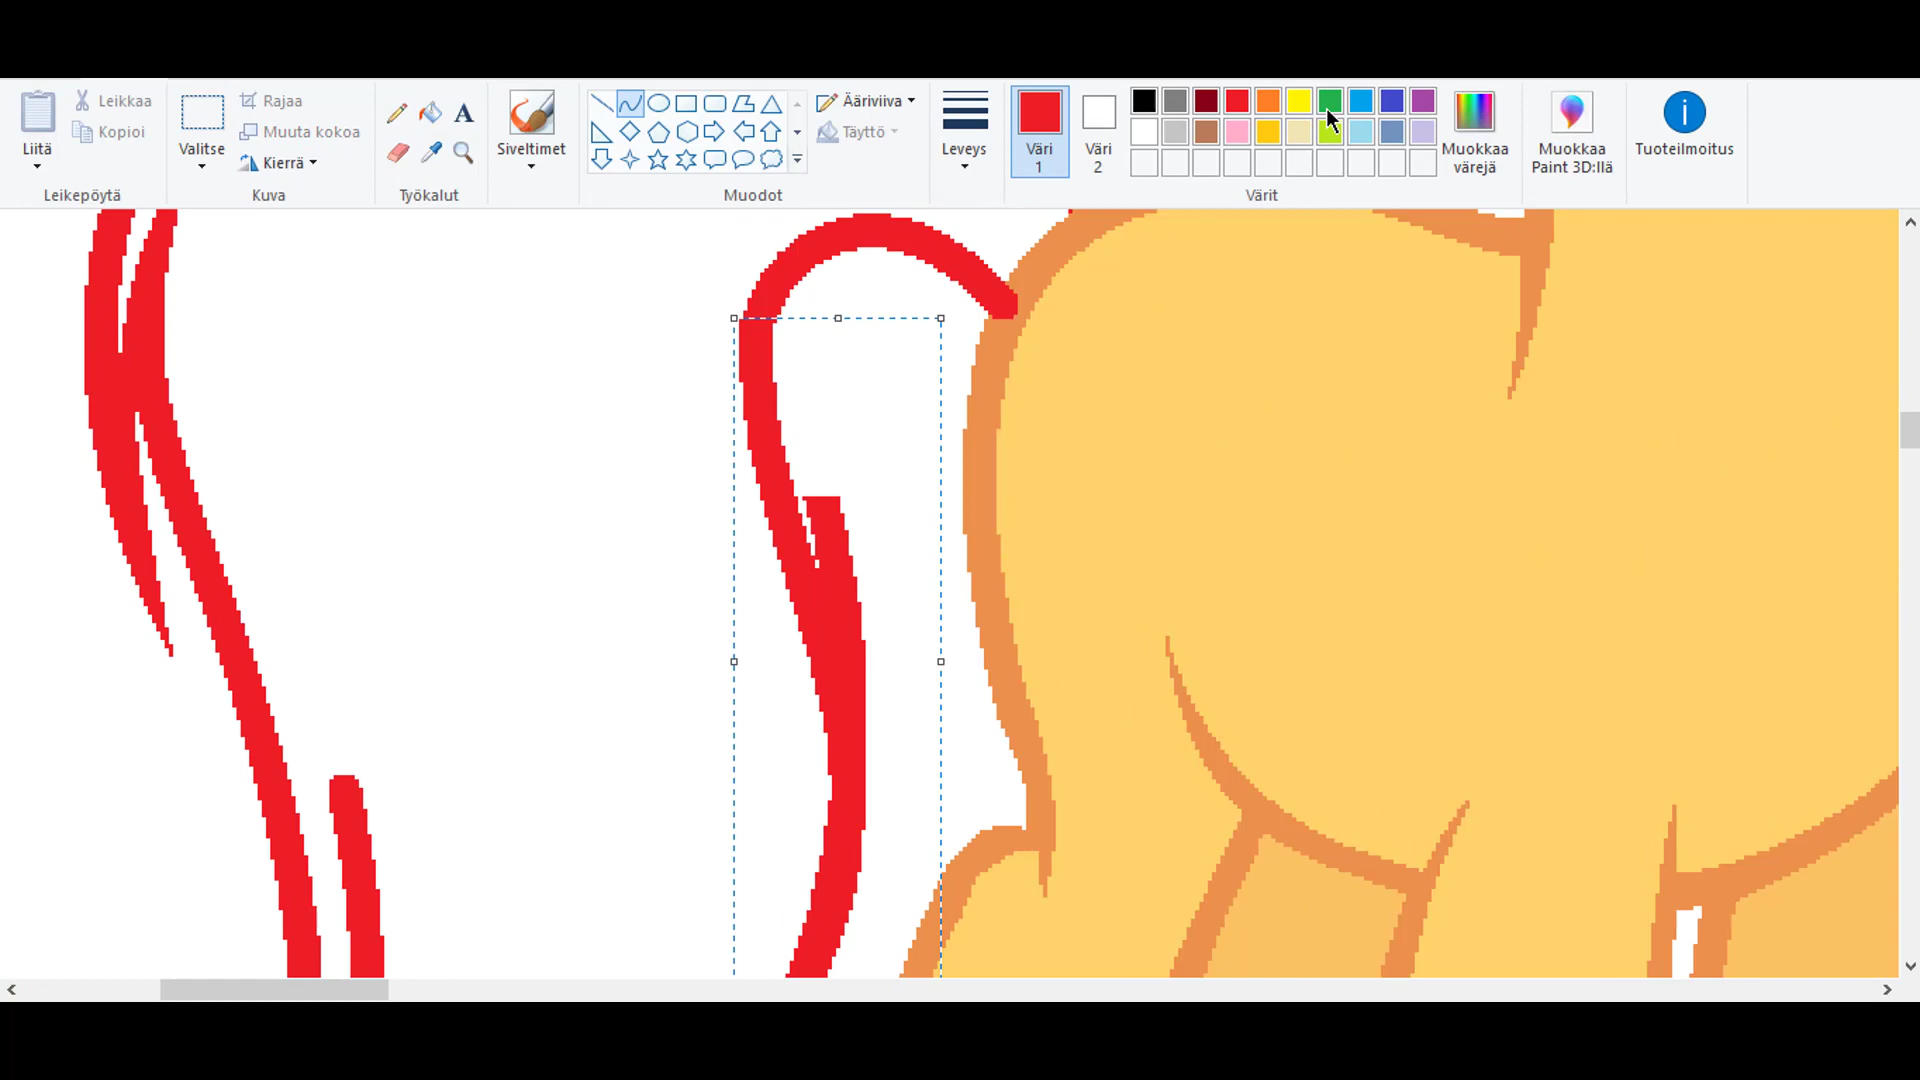 Liitä
Leikkaa
Kopioi
Leikepöytä
Valitse
Rajaa
Muuta kokoa
Kierrä
Kuva
A
Työkalut
Siveltimet
Ääriviiva
Täyttö
Muodot
Leveys
Väri
1
Väri
2
Muokkaa
värejä
Värit
Muokkaa
Paint 3D:llä
i
Tuoteilmoitus